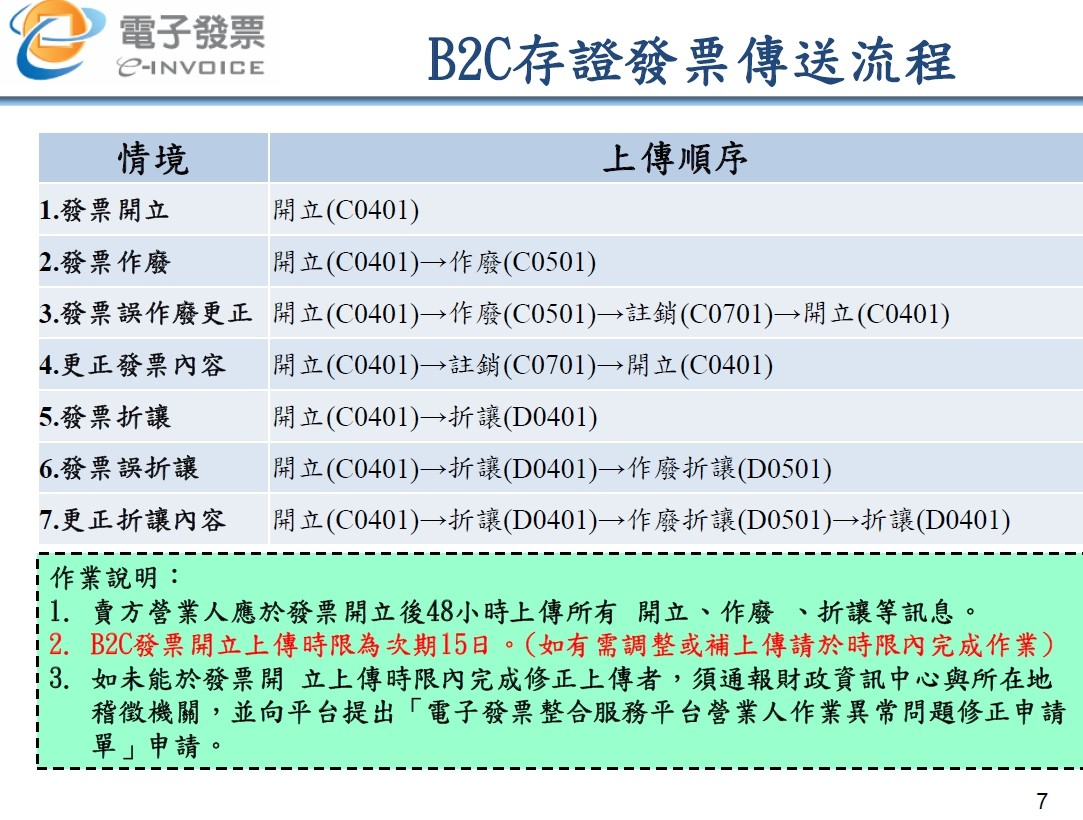 電子發票
e-INVOICE
B2C存證發票傳送流程
情境 上傳順序
1.發票開立 開立(C0401)
2.發票作廢 開立(C0401)→作廢(C0501)
3.發票誤作廢更正 開立(C0401)→作廢(C0501)→註銷(C0701)→開立(C0401)
4.更正發票內容 開立(C0401)→註銷(C0701)→開立(C0401)
5.發票折讓 開立(C0401)→折讓(D0401)
6.發票誤折讓 開立(C0401)→折讓(D0401)→作廢折讓(D0501)
7.更正折讓內容 開立(C0401)→折讓(D0401)→作廢折讓(D0501)→折讓(D0401)
作業說明：
1. 賣方營業人應於發票開立後48小時上傳所有 開立、作廢 、折讓等訊息。
2. B2C發票開立上傳時限為次期15日。(如有需調整或補上傳請於時限內完成作業)
3. 如未能於發票開 立上傳時限內完成修正上傳者，須通報財政資訊中心與所在地
稽徵機關，並向平台提出「電子發票整合服務平台營業人作業異常問題修正申請
單」申請。
7